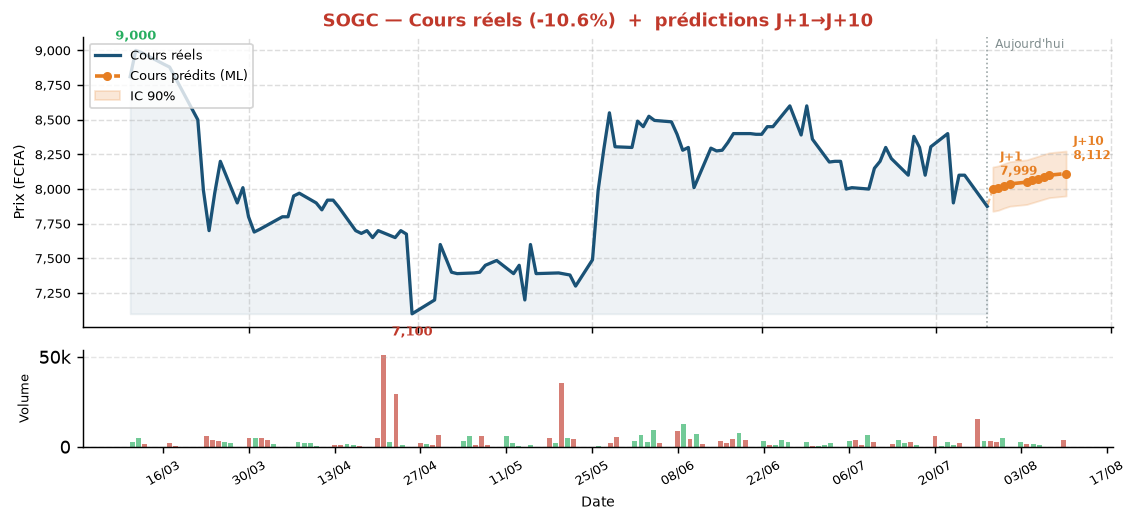 SOGC — Cours réels (-10.6%) + prédictions J+1→J+10
9,000
Aujourd'hui
Cours réels
Cours prédits (ML)
IC 90%
9,000
8,750
8,500
8,250
8,000
7,750
7,500
7,250
Prix (FCFA)
J+1
7,999
J+10
8,112
7,100
50k
0
Volume
16/03
30/03
13/04
27/04
11/05
25/05
08/06
22/06
06/07
20/07
03/08
17/08
Date